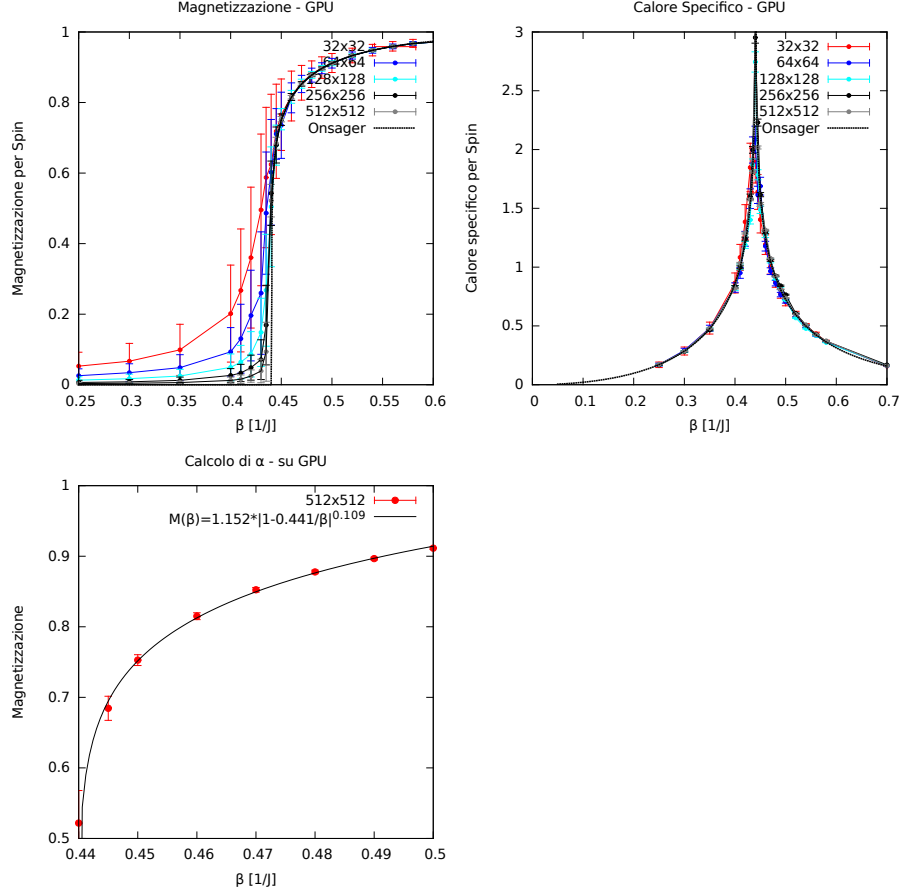 Magnetizzazione - GPU
Magnetizzazione per Spin
1
0.8
0.6
0.4
0.2
0
0.25 0.3 0.35 0.4 0.45 0.5 0.55 0.6
β [1/J]
32x32
64x64
128x128
256x256
512x512
Onsager
Calore Specifico - GPU
Calore specifico per Spin
3
2.5
2
1.5
1
0.5
0
0 0.1 0.2 0.3 0.4 0.5 0.6 0.7
β [1/J]
32x32
64x64
128x128
256x256
512x512
Onsager
Calcolo di α - su GPU
Magnetizzazione
1
0.9
0.8
0.7
0.6
0.5
0.44 0.45 0.46 0.47 0.48 0.49 0.5
β [1/J]
512x512
M(β)=1.152*|1-0.441/β|^0.109